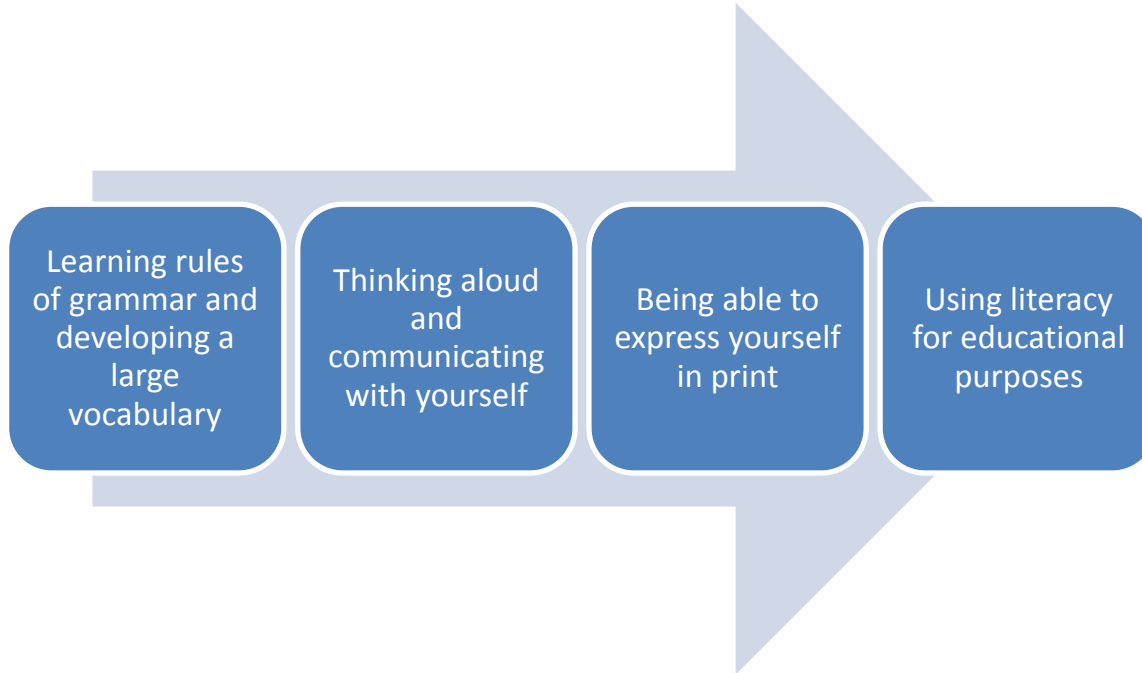 Learning rules
of grammar and
developing a
large
vocabulary
Thinking aloud
and
communicating
with yourself
Being able to
express yourself
in print
Using literacy
for educational
purposes